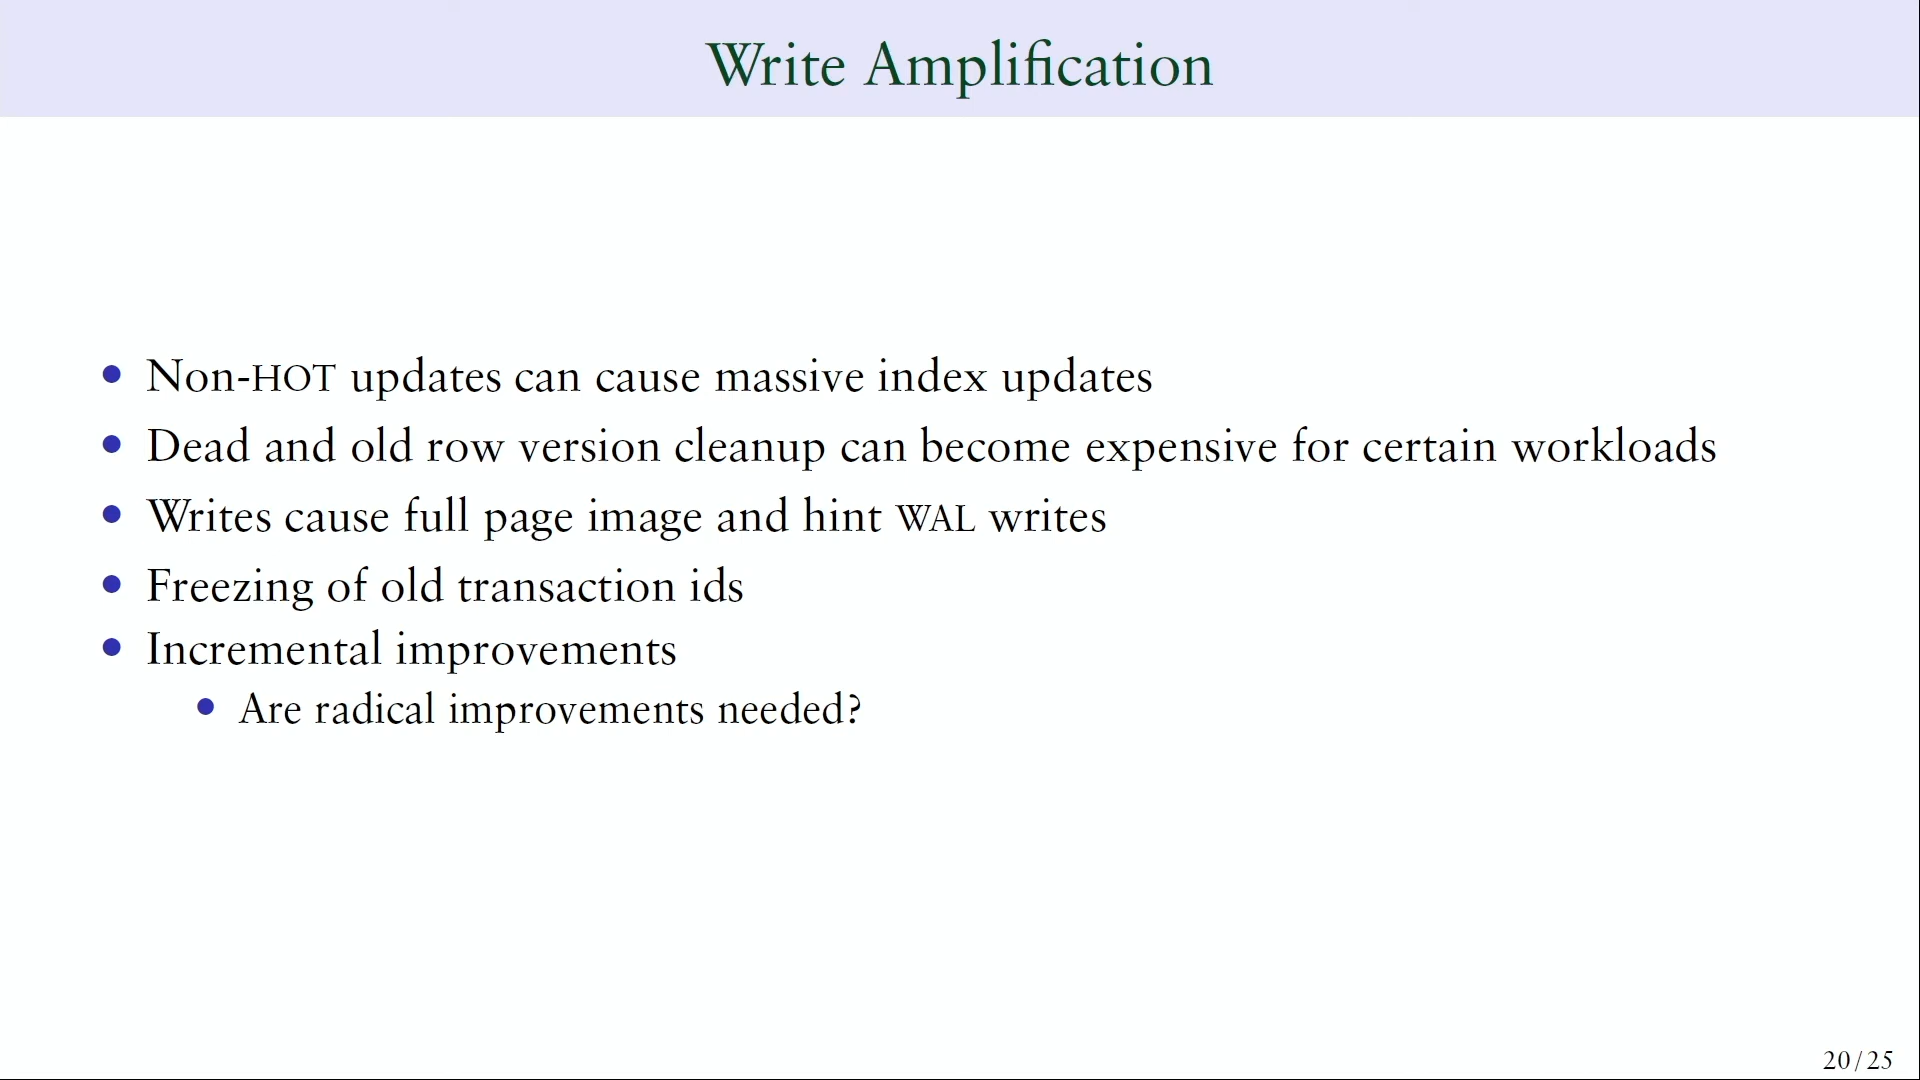 Write Amplification
• Non-HOT updates can cause massive index updates
• Dead and old row version cleanup can become expensive for certain workloads
• Writes cause full page image and hint WAL writes
• Freezing of old transaction ids
• Incremental improvements
• Are radical improvements needed?
20/25